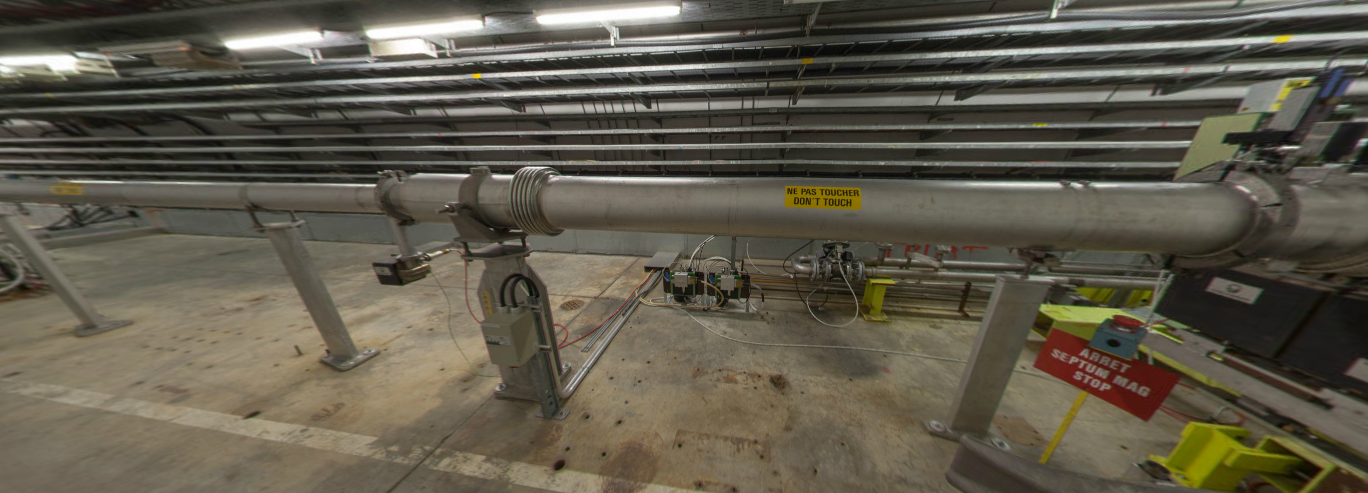 NE PAS TOUCHER
DON'T TOUCH
ARRET
SEPTUM MAG
STOP